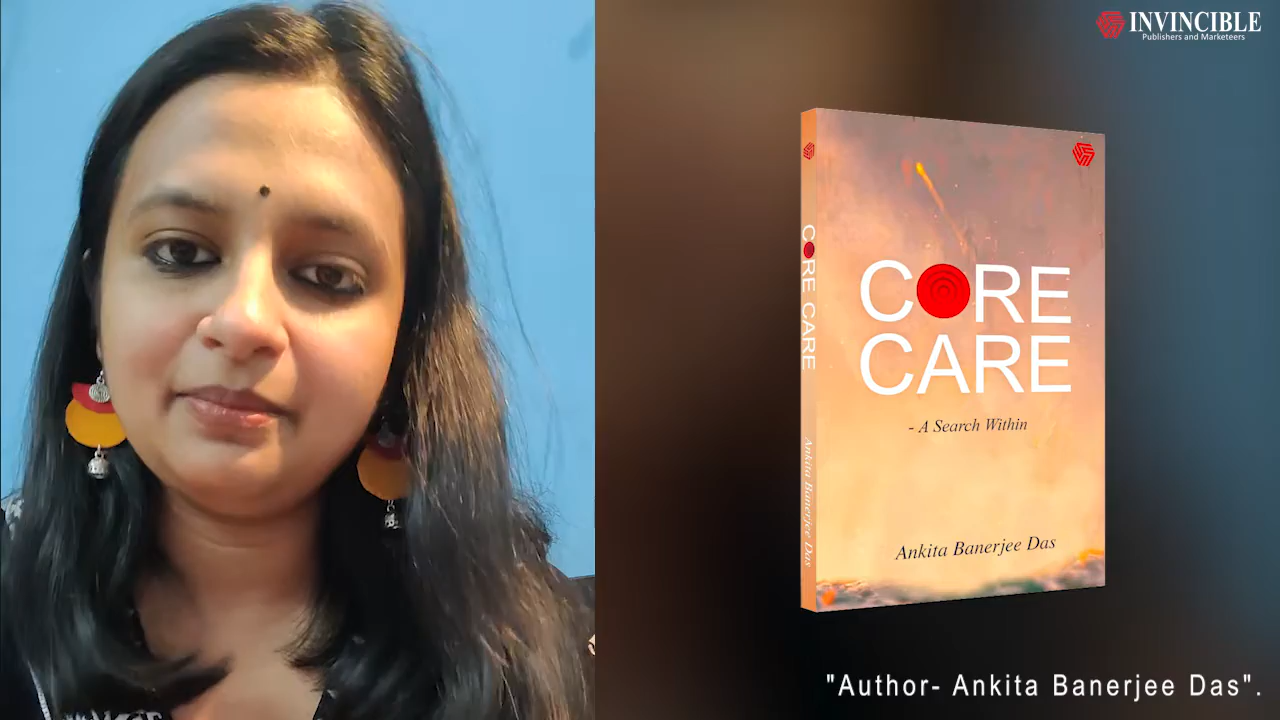 INVINCIBLE
Publishers and Marketeers
CORE CARE
Ankita Banerjee Das
CORE
CARE
- A Search Within
Ankita Banerjee Das
"Author- Ankita Banerjee Das".